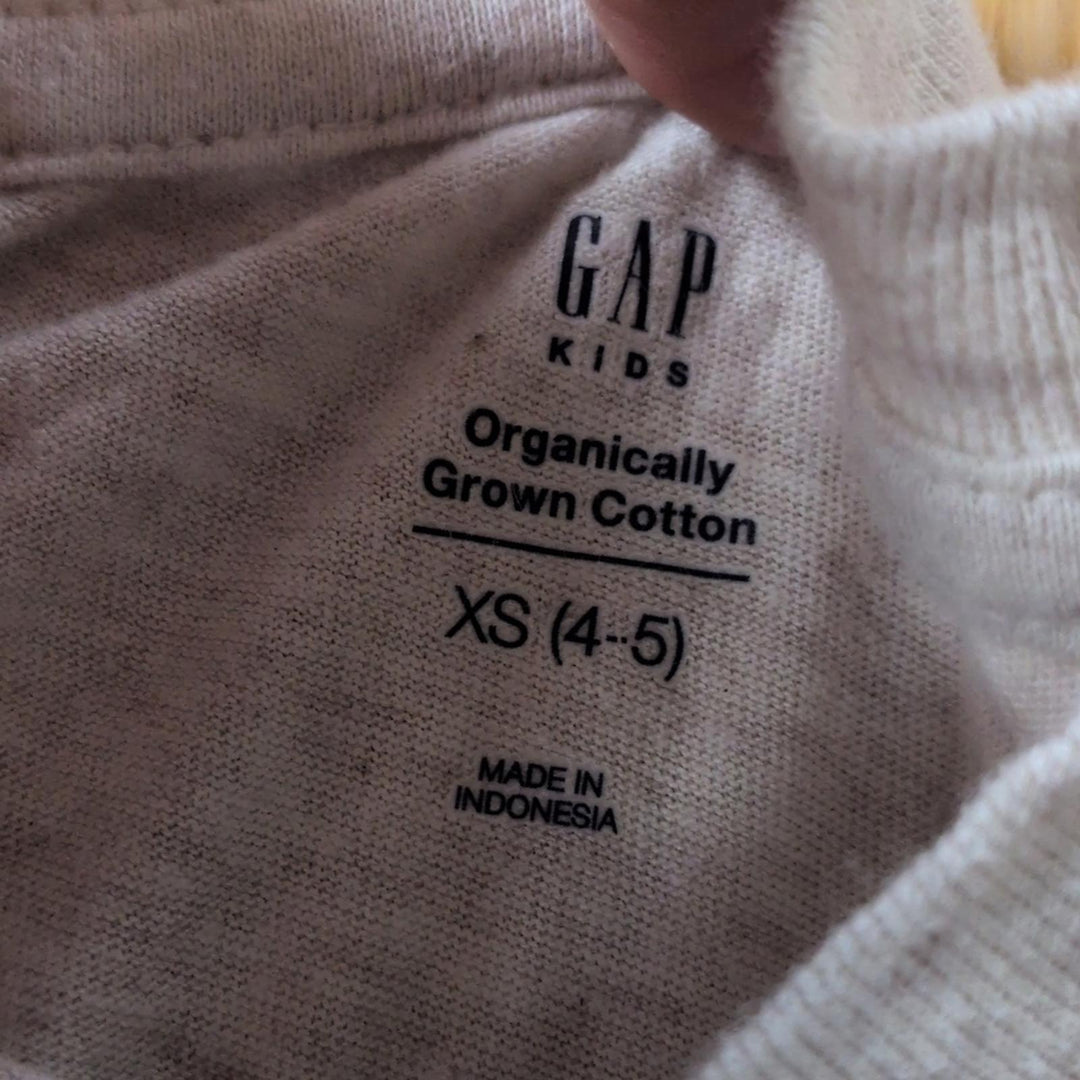 GAP
KIDS
Organically
Grown Cotton
XS (4-5)
MADE IN
INDONESIA